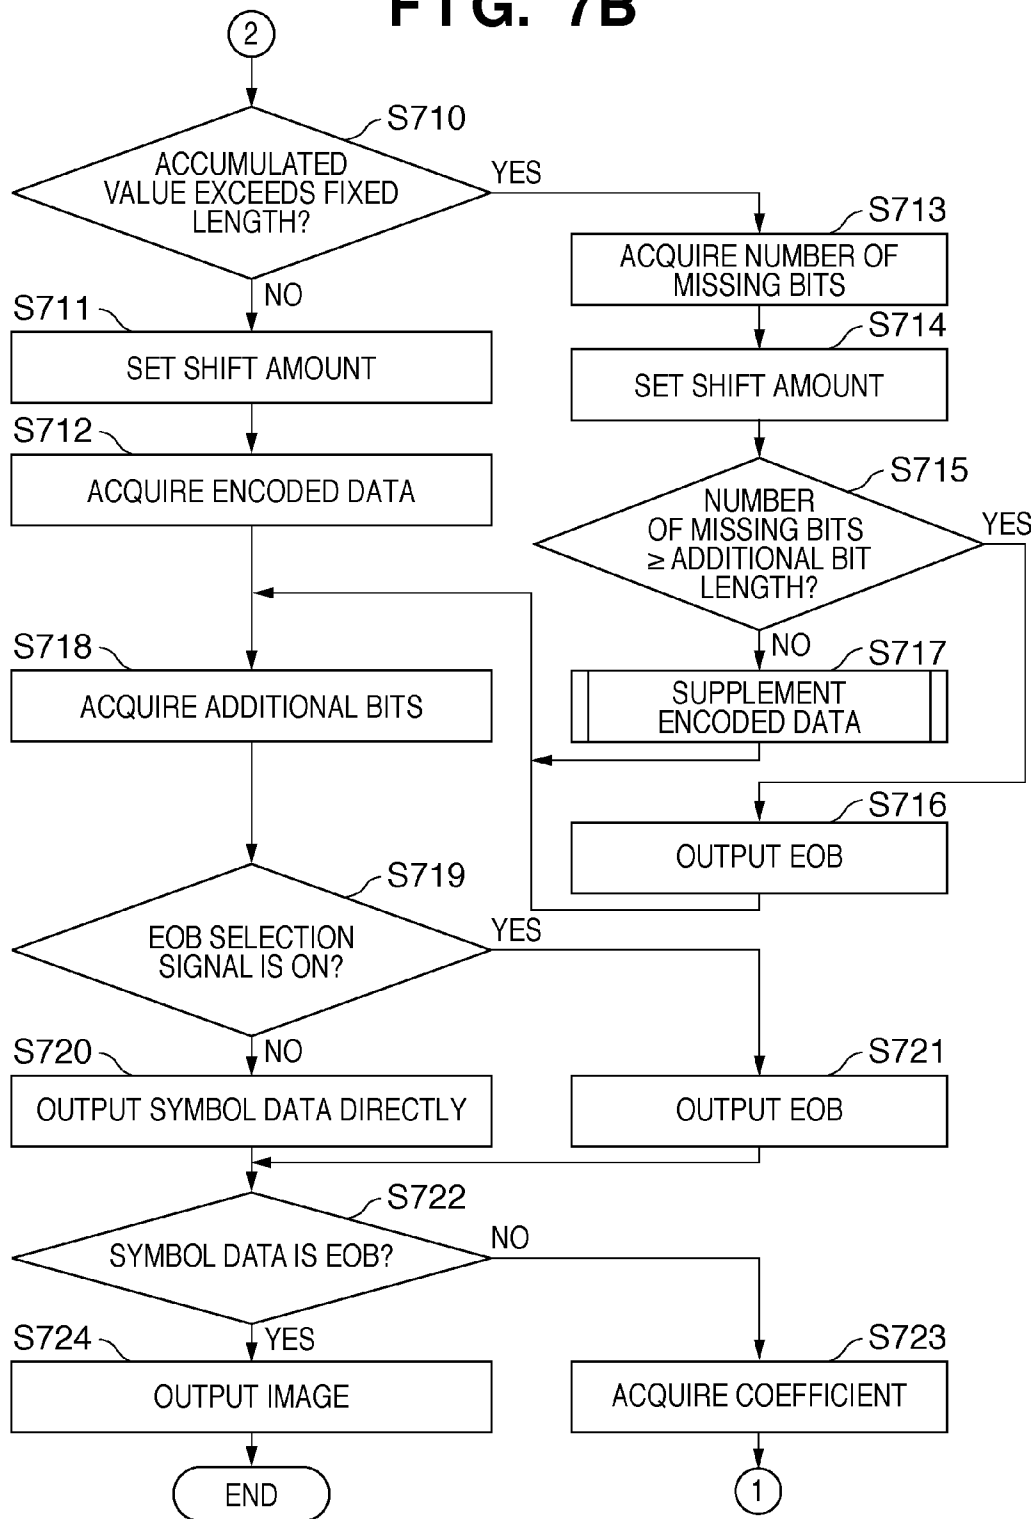 FIG. 7B
2
S710
ACCUMULATED
VALUE EXCEEDS FIXED
LENGTH?
YES
NO
S713
ACQUIRE NUMBER OF
MISSING BITS
S711
SET SHIFT AMOUNT
S714
SET SHIFT AMOUNT
S712
ACQUIRE ENCODED DATA
S715
NUMBER
OF MISSING BITS
≥ ADDITIONAL BIT
LENGTH?
YES
NO
S718
ACQUIRE ADDITIONAL BITS
S717
SUPPLEMENT
ENCODED DATA
S716
OUTPUT EOB
S719
EOB SELECTION
SIGNAL IS ON?
YES
NO
S720
OUTPUT SYMBOL DATA DIRECTLY
S721
OUTPUT EOB
S722
SYMBOL DATA IS EOB?
NO
YES
S724
OUTPUT IMAGE
S723
ACQUIRE COEFFICIENT
END
1